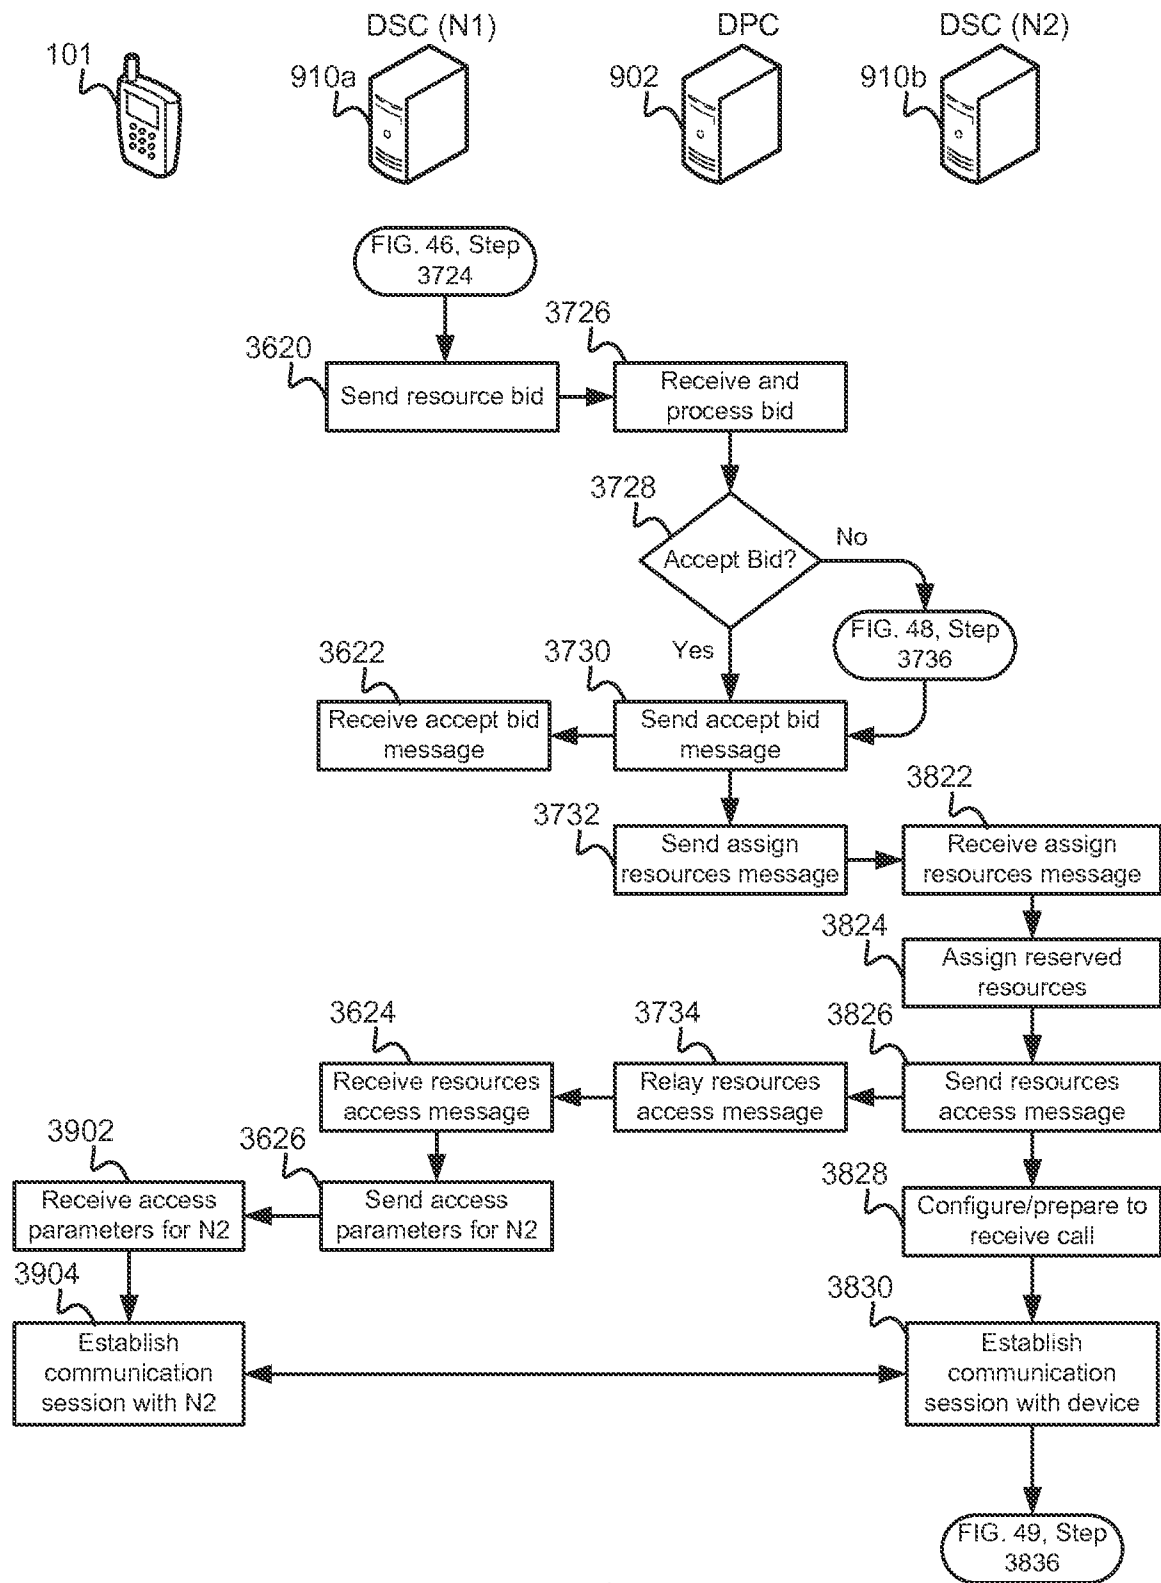 DSC (N1)
DPC
DSC (N2)
101
910a
902
910b
FIG. 46, Step
3724
3620
Send resource bid
3726
Receive and
process bid
3728
Accept Bid?
No
FIG. 48, Step
3736
Yes
3622
Receive accept bid
message
3730
Send accept bid
message
3732
Send assign
resources message
3822
Receive assign
resources message
3824
Assign reserved
resources
3624
Receive resources
access message
3734
Relay resources
access message
3826
Send resources
access message
3902
Receive access
parameters for N2
3626
Send access
parameters for N2
3828
Configure/prepare to
receive call
3904
Establish
communication
session with N2
3830
Establish
communication
session with device
FIG. 49, Step
3836